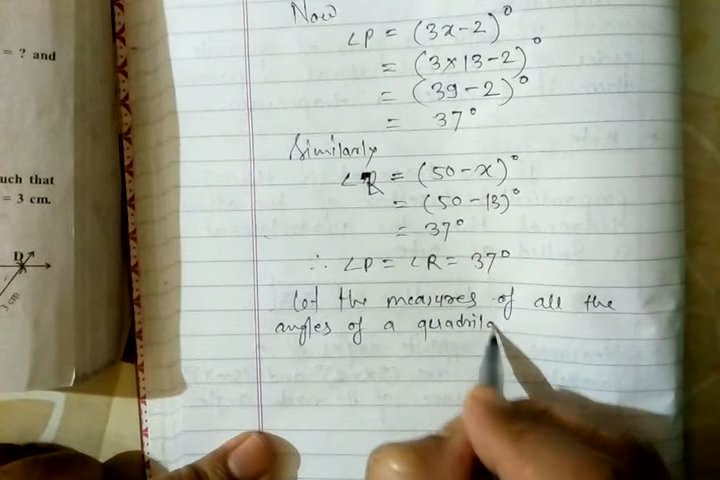 = ? and
uch that
= 3 cm.
D
3 cm
Now
∠P = (3x-2)°
= (3×13-2)°
= (39-2)°
= 37°
Similarly
∠R = (50-x)°
= (50-13)°
= 37°
∴ ∠P = ∠R = 37°
Let the measures of all the
angles of a quadrila